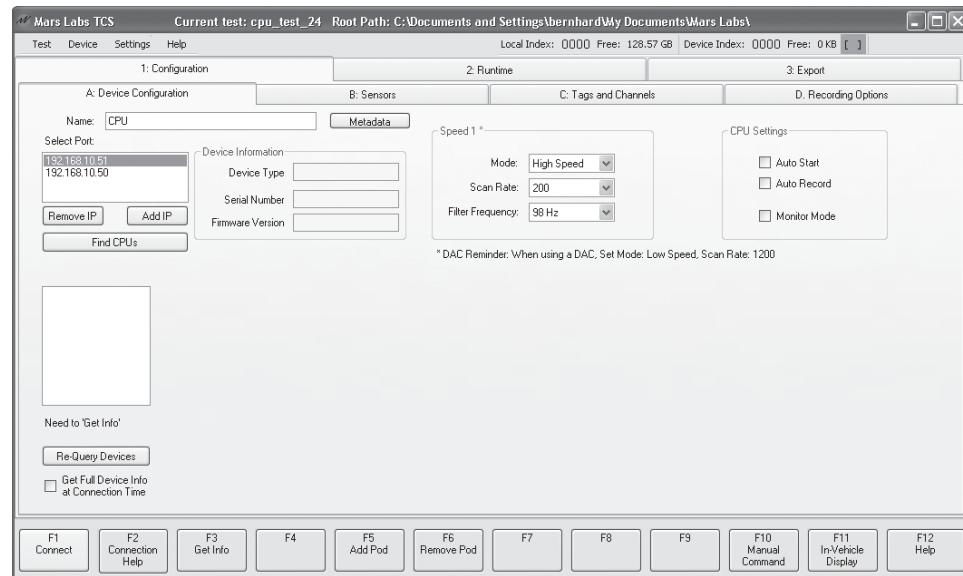 Mars Labs TCS Current test: cpu_test_24 Root Path: C:\Documents and Settings\bernhard\My Documents\Mars Labs\
Test Device Settings Help Local Index: 0000 Free: 128.57 GB Device Index: 0000 Free: 0 KB [ ]
1: Configuration 2: Runtime 3: Export
A: Device Configuration B: Sensors C: Tags and Channels D. Recording Options
Name: CPU Metadata
Select Port:
192.168.10.51
192.168.10.50
Remove IP Add IP
Find CPUs
Device Information
Device Type
Serial Number
Firmware Version
Speed 1 *
Mode: High Speed
Scan Rate: 200
Filter Frequency: 98 Hz
CPU Settings
Auto Start
Auto Record
Monitor Mode
* DAC Reminder: When using a DAC, Set Mode: Low Speed, Scan Rate: 1200
Need to 'Get Info'
Re-Query Devices
Get Full Device Info
at Connection Time
F1
Connect
F2
Connection
Help
F3
Get Info
F4
F5
Add Pod
F6
Remove Pod
F7
F8
F9
F10
Manual
Command
F11
In-Vehicle
Display
F12
Help